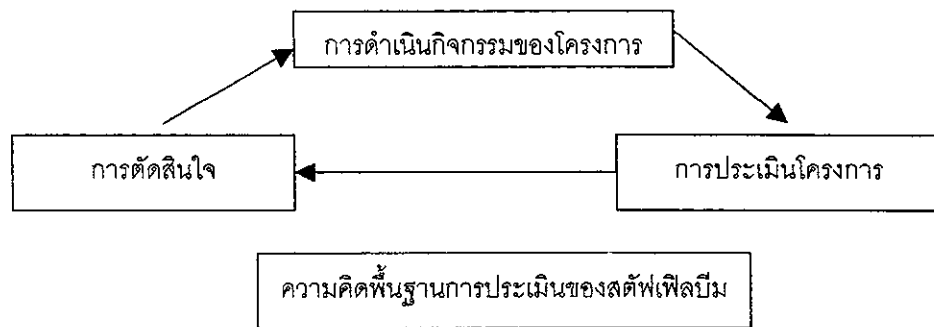 การดำเนินกิจกรรมของโครงการ
การตัดสินใจ
การประเมินโครงการ
ความคิดพื้นฐานการประเมินของสตัฟเฟิลบีม